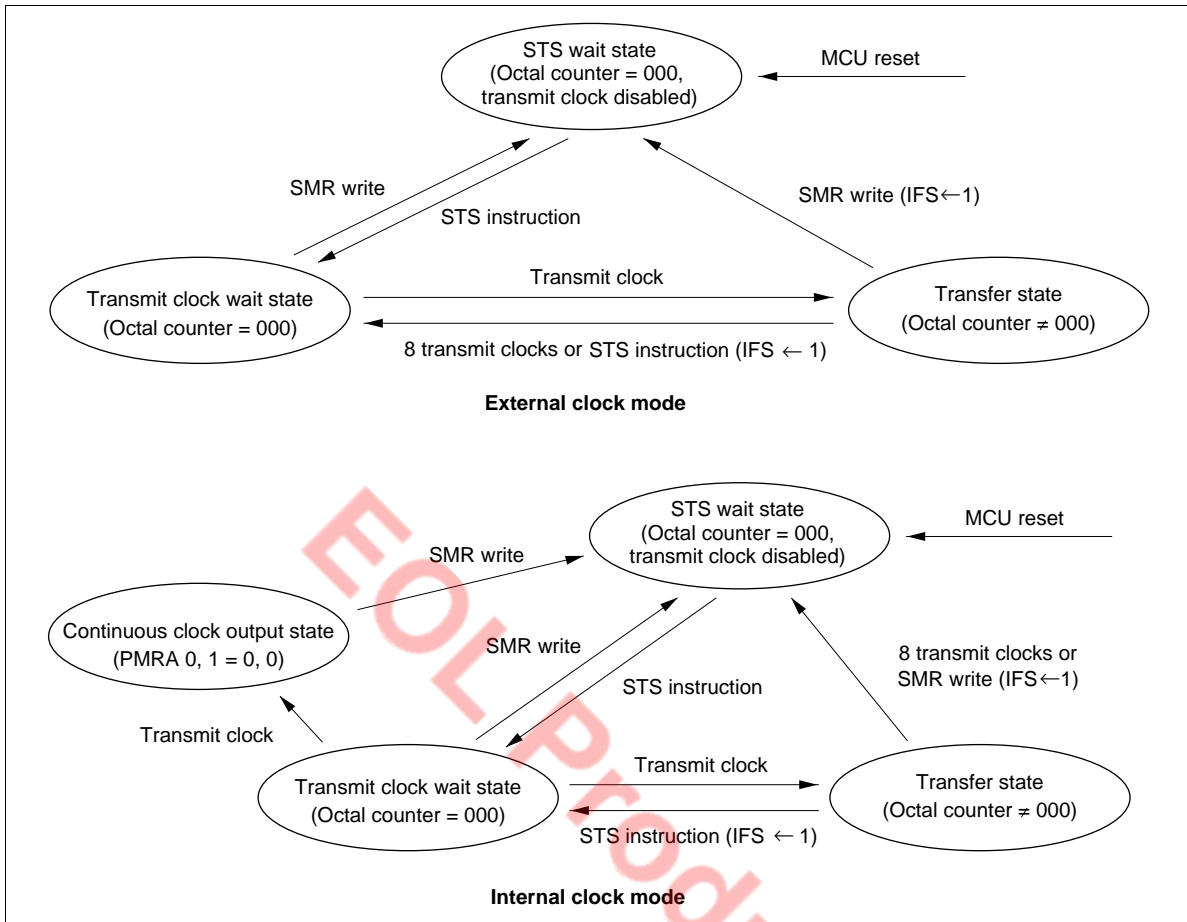 STS wait state
(Octal counter = 000,
transmit clock disabled)
MCU reset
SMR write
STS instruction
SMR write (IFS←1)
Transmit clock wait state
(Octal counter = 000)
Transmit clock
8 transmit clocks or STS instruction (IFS ← 1)
Transfer state
(Octal counter ≠ 000)
External clock mode
STS wait state
(Octal counter = 000,
transmit clock disabled)
MCU reset
SMR write
Continuous clock output state
(PMRA 0, 1 = 0, 0)
SMR write
STS instruction
8 transmit clocks or
SMR write (IFS←1)
Transmit clock
Transmit clock wait state
(Octal counter = 000)
Transmit clock
STS instruction (IFS ← 1)
Transfer state
(Octal counter ≠ 000)
Internal clock mode
EOL Produ